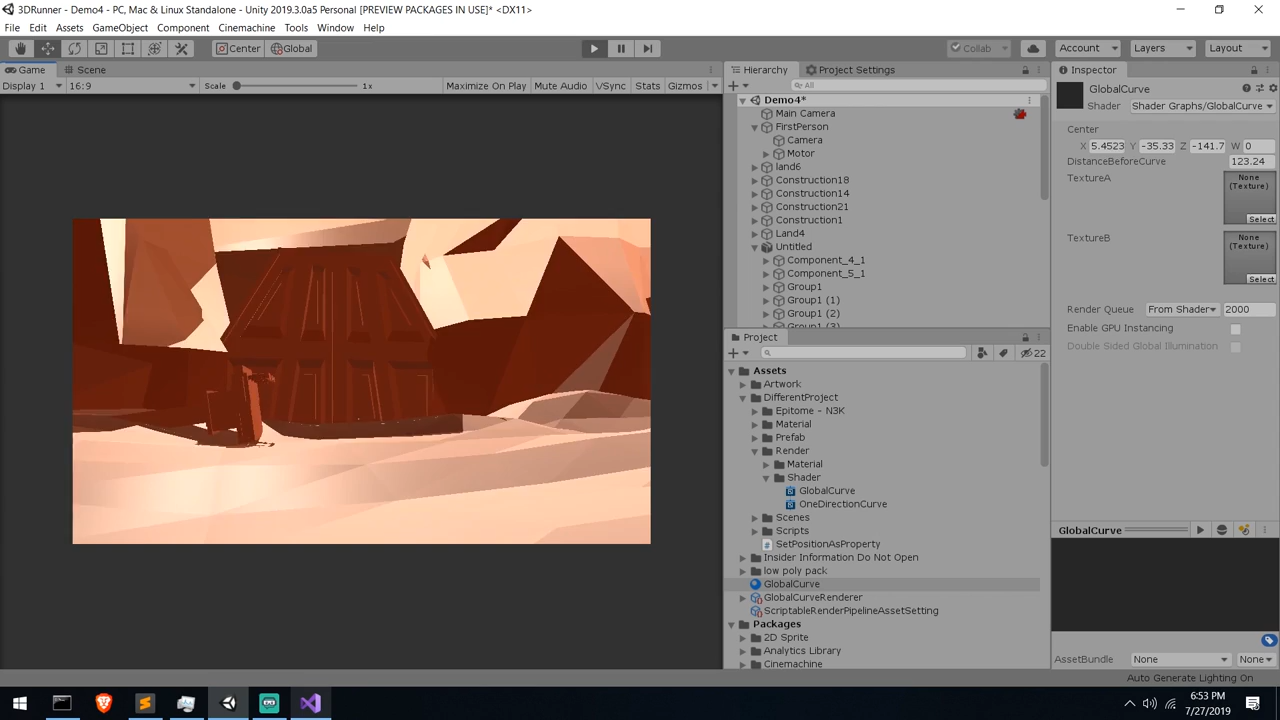 3DRunner - Demo4 - PC, Mac & Linux Standalone - Unity 2019.3.0a5 Personal [PREVIEW PACKAGES IN USE]* <DX11>
File Edit Assets GameObject Component Cinemachine Tools Window Help
Center Global Collab Account Layers Layout
Game Scene
Display 1 16:9 Scale 1x Maximize On Play Mute Audio VSync Stats Gizmos
Hierarchy Project Settings
All
Demo4*
Main Camera
FirstPerson
Camera
Motor
land6
Construction18
Construction14
Construction21
Construction1
Land4
Untitled
Component_4_1
Component_5_1
Group1
Group1 (1)
Group1 (2)
Group1 (3)
Project
22
Assets
Artwork
DifferentProject
Epitome - N3K
Material
Prefab
Render
Material
Shader
GlobalCurve
OneDirectionCurve
Scenes
Scripts
SetPositionAsProperty
Insider Information Do Not Open
low poly pack
GlobalCurve
GlobalCurveRenderer
ScriptableRenderPipelineAssetSetting
Packages
2D Sprite
Analytics Library
Cinemachine
Inspector
GlobalCurve
Shader Shader Graphs/GlobalCurve
Center
X 5.4523 Y -35.33 Z -141.7 W 0
DistanceBeforeCurve 123.24
TextureA None (Texture) Select
TextureB None (Texture) Select
Render Queue From Shader 2000
Enable GPU Instancing
Double Sided Global Illumination
GlobalCurve
AssetBundle None None
Auto Generate Lighting On
6:53 PM
7/27/2019